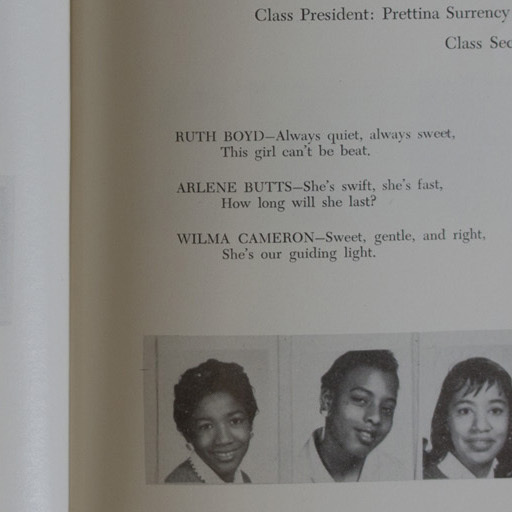 Class President: Prettina Surrency
Class Sec
RUTH BOYD—Always quiet, always sweet,
This girl can't be beat.
ARLENE BUTTS—She's swift, she's fast,
How long will she last?
WILMA CAMERON—Sweet, gentle, and right,
She's our guiding light.